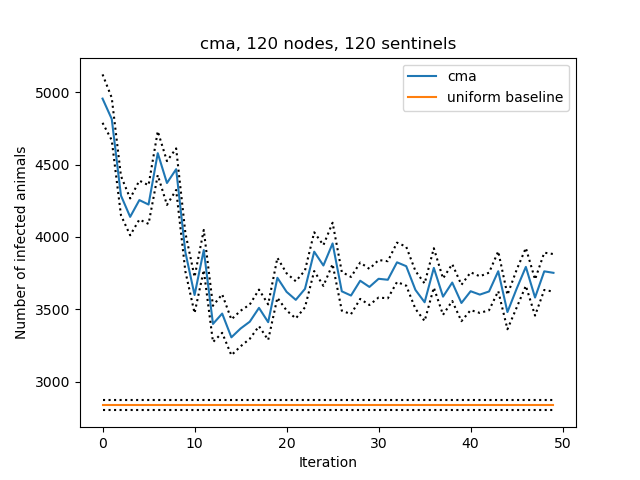 cma, 120 nodes, 120 sentinels
cma
uniform baseline
Number of infected animals
5000
4500
4000
3500
3000
0 10 20 30 40 50
Iteration